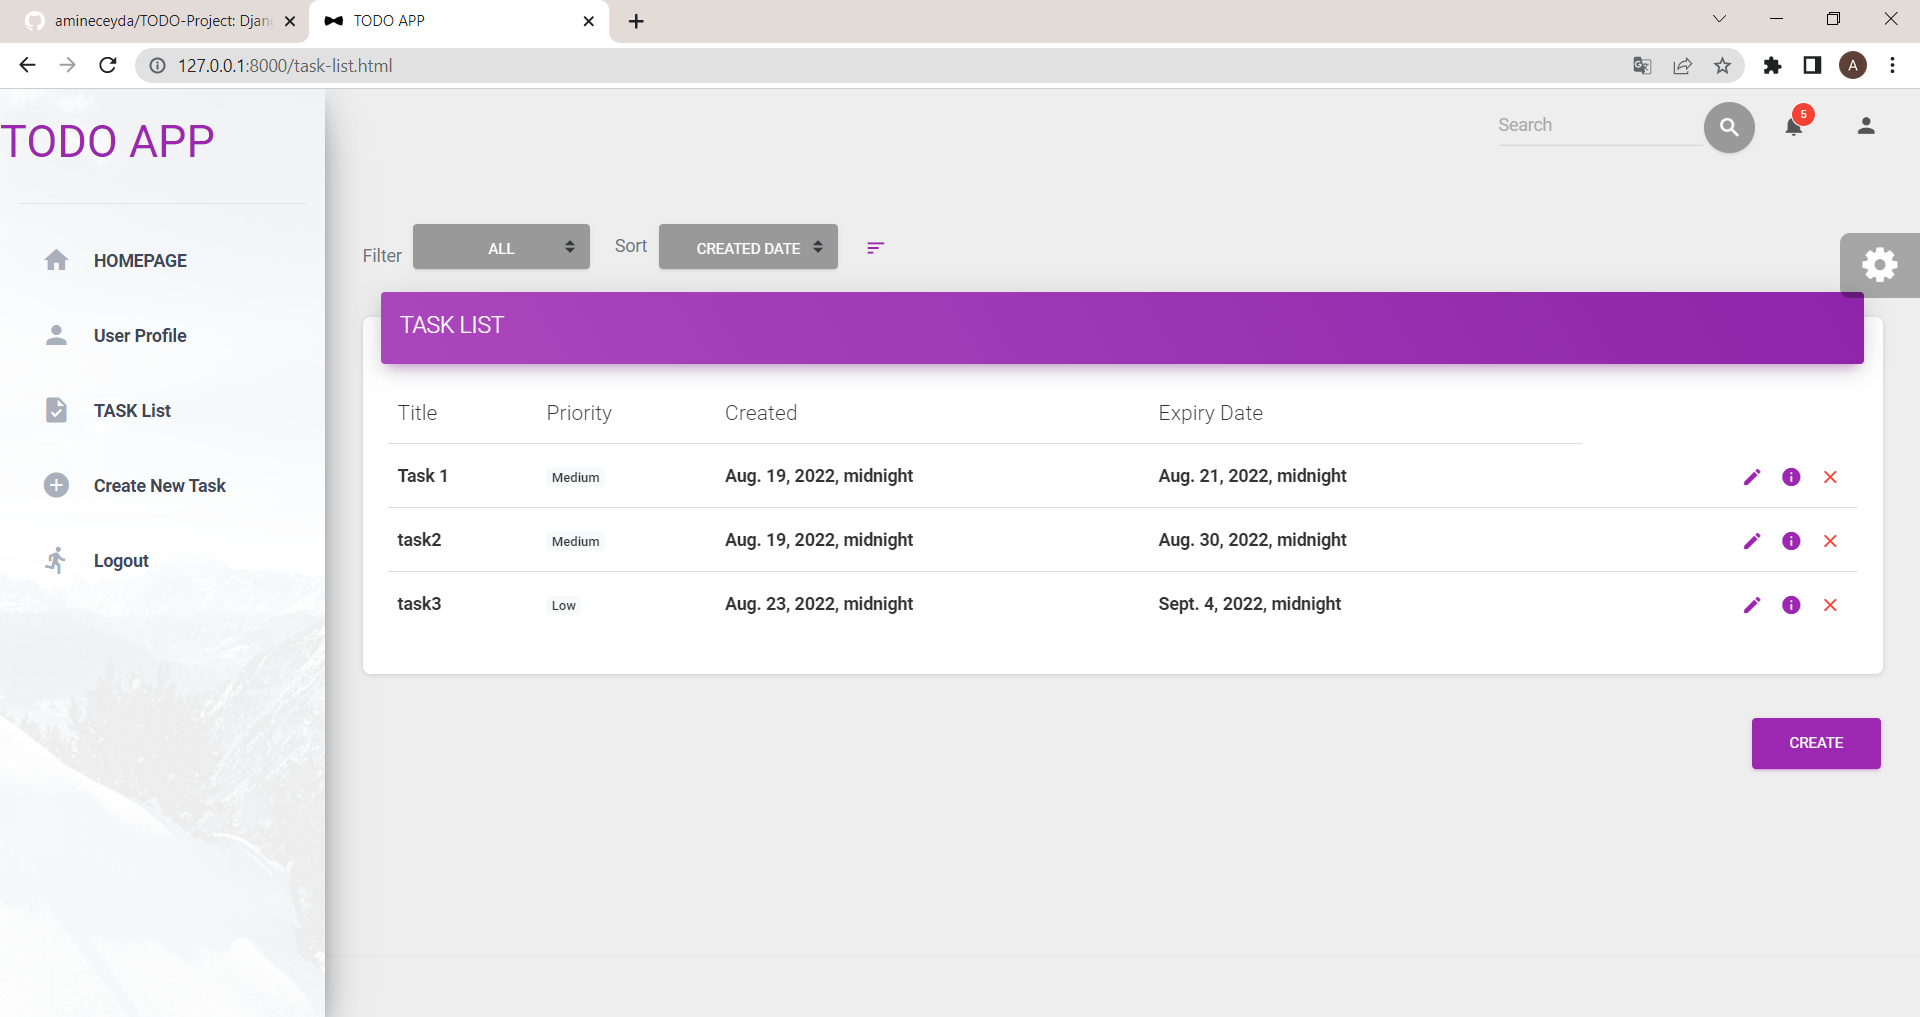 amineceyda/TODO-Project: Djan
TODO APP
127.0.0.1:8000/task-list.html
A
TODO APP
Search
5
HOMEPAGE
User Profile
TASK List
Create New Task
Logout
Filter
ALL
Sort
CREATED DATE
TASK LIST
Title Priority Created Expiry Date
Task 1 Medium Aug. 19, 2022, midnight Aug. 21, 2022, midnight
task2 Medium Aug. 19, 2022, midnight Aug. 30, 2022, midnight
task3 Low Aug. 23, 2022, midnight Sept. 4, 2022, midnight
CREATE